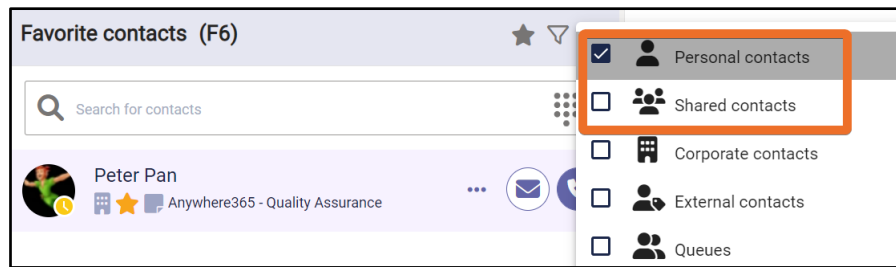 Favorite contacts (F6)
Search for contacts
Peter Pan
Anywhere365 - Quality Assurance
Personal contacts
Shared contacts
Corporate contacts
External contacts
Queues